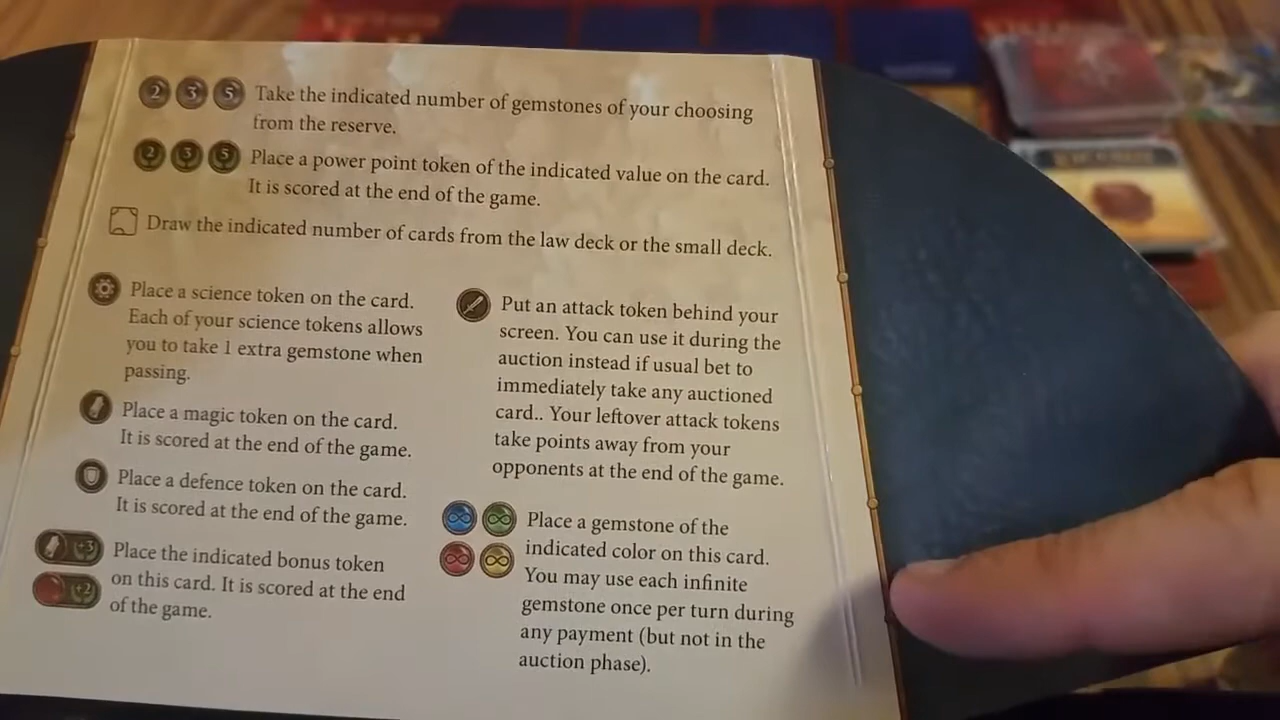 2 3 5 Take the indicated number of gemstones of your choosing
from the reserve.
2 3 5 Place a power point token of the indicated value on the card.
It is scored at the end of the game.
Draw the indicated number of cards from the law deck or the small deck.
Place a science token on the card.
Each of your science tokens allows
you to take 1 extra gemstone when
passing.
Place a magic token on the card.
It is scored at the end of the game.
Place a defence token on the card.
It is scored at the end of the game.
+3 Place the indicated bonus token
+2 on this card. It is scored at the end
of the game.
Put an attack token behind your
screen. You can use it during the
auction instead if usual bet to
immediately take any auctioned
card.. Your leftover attack tokens
take points away from your
opponents at the end of the game.
Place a gemstone of the
indicated color on this card.
You may use each infinite
gemstone once per turn during
any payment (but not in the
auction phase).